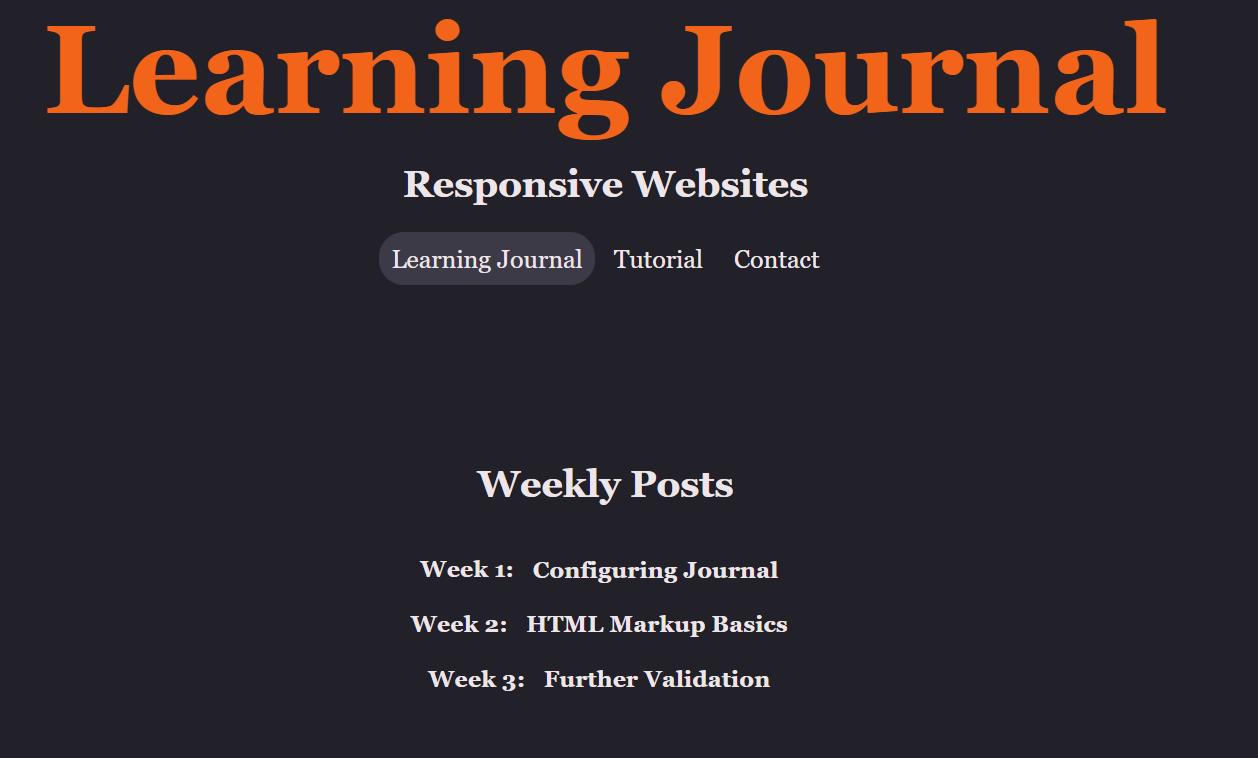 Learning Journal
Responsive Websites
Learning Journal Tutorial Contact
Weekly Posts
Week 1: Configuring Journal
Week 2: HTML Markup Basics
Week 3: Further Validation